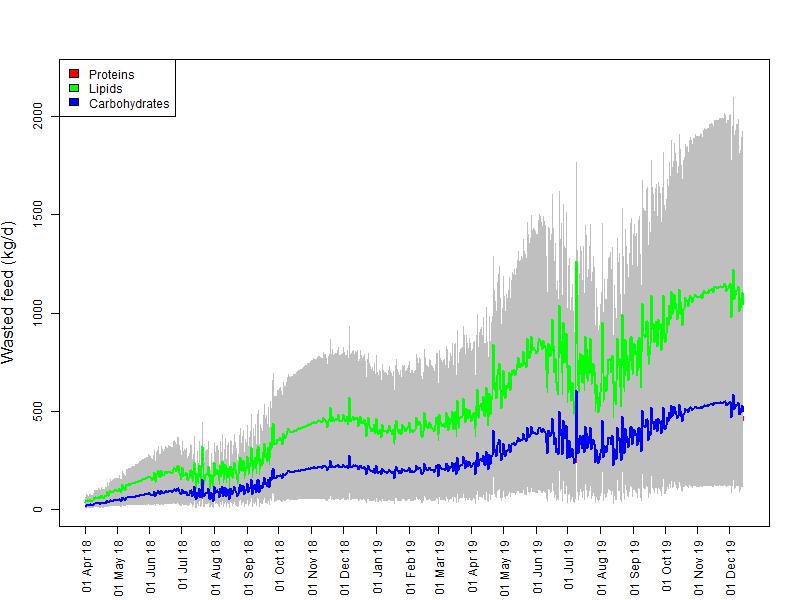 Proteins
Lipids
Carbohydrates
Wasted feed (kg/d)
2000
1500
1000
500
0
01 Apr 18
01 May 18
01 Jun 18
01 Jul 18
01 Aug 18
01 Sep 18
01 Oct 18
01 Nov 18
01 Dec 18
01 Jan 19
01 Feb 19
01 Mar 19
01 Apr 19
01 May 19
01 Jun 19
01 Jul 19
01 Aug 19
01 Sep 19
01 Oct 19
01 Nov 19
01 Dec 19